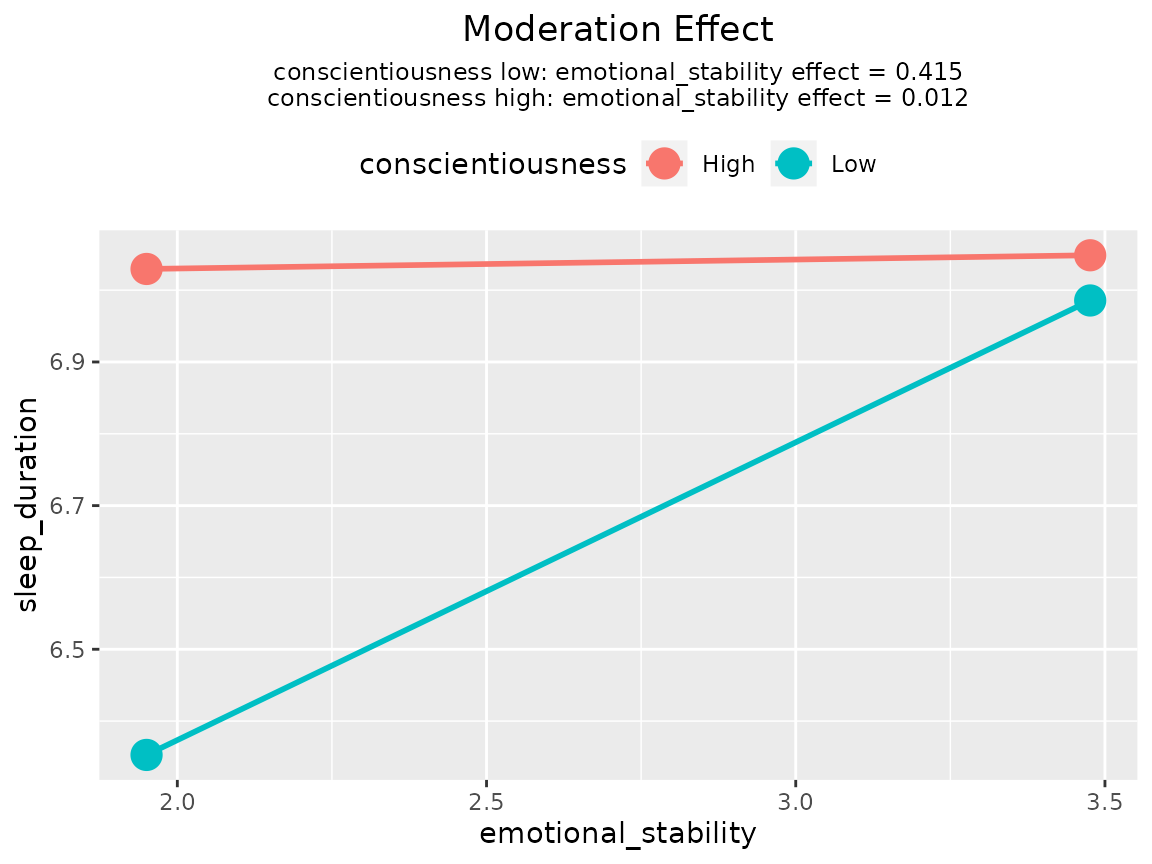 Moderation Effect
conscientiousness low: emotional_stability effect = 0.415
conscientiousness high: emotional_stability effect = 0.012
conscientiousness High Low
6.9
6.7
6.5
sleep_duration
2.0 2.5 3.0 3.5
emotional_stability